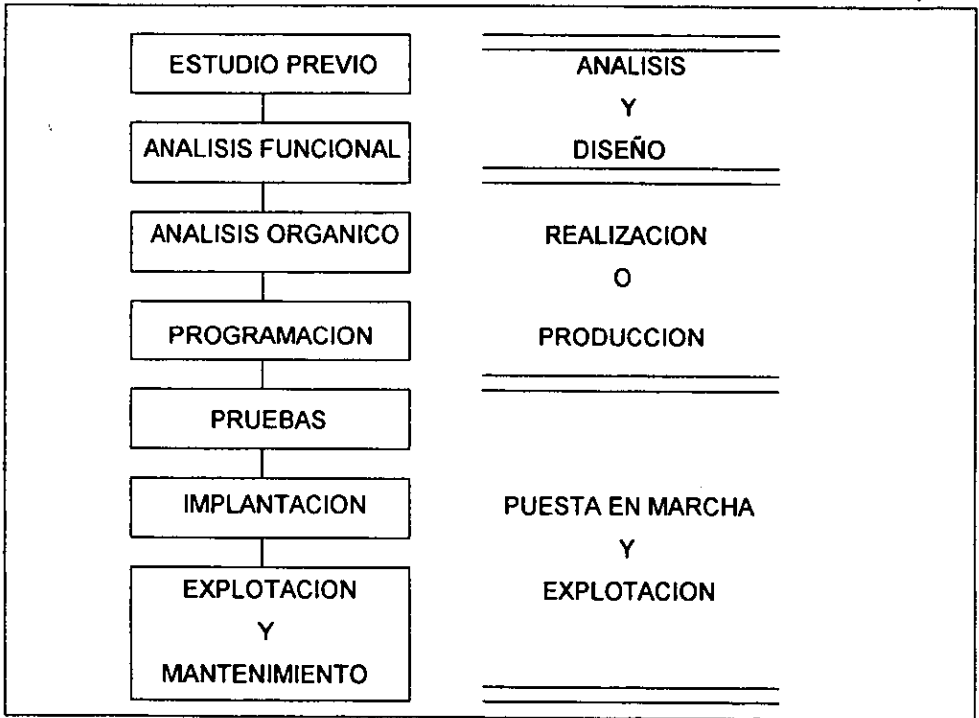 ESTUDIO PREVIO
ANALISIS FUNCIONAL
ANALISIS ORGANICO
PROGRAMACION
PRUEBAS
IMPLANTACION
EXPLOTACION
Y
MANTENIMIENTO
ANALISIS
Y
DISEÑO
REALIZACION
O
PRODUCCION
PUESTA EN MARCHA
Y
EXPLOTACION